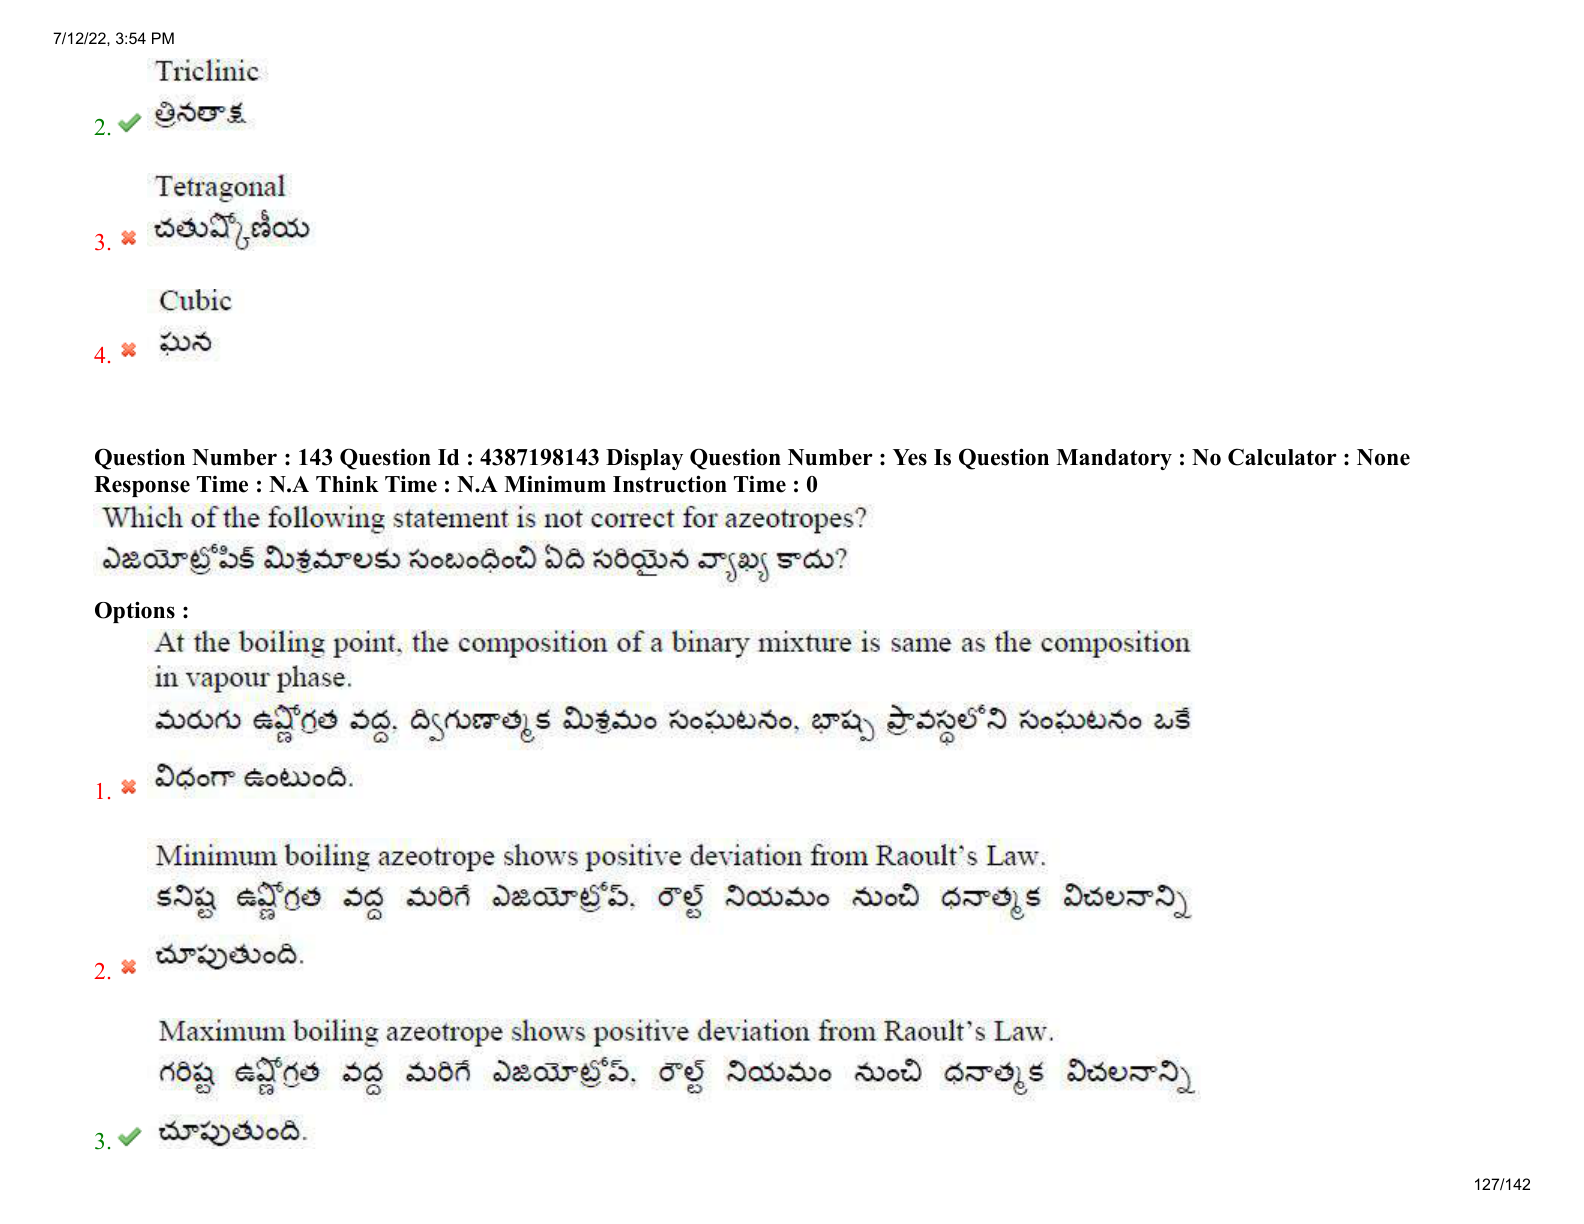 7/12/22, 3:54 PM
Triclinic
త్రినతాక్ష
2.
Tetragonal
చతుష్కోణీయ
3.
Cubic
ఘన
4.
Question Number : 143 Question Id : 4387198143 Display Question Number : Yes Is Question Mandatory : No Calculator : None
Response Time : N.A Think Time : N.A Minimum Instruction Time : 0
Which of the following statement is not correct for azeotropes?
ఎజియోట్రోపిక్ మిశ్రమాలకు సంబంధించి ఏది సరియైన వ్యాఖ్య కాదు?
Options :
At the boiling point, the composition of a binary mixture is same as the composition
in vapour phase.
మరుగు ఉష్ణోగ్రత వద్ద, ద్విగుణాత్మక మిశ్రమం సంఘటనం, భాష్ప ప్రావస్థలోని సంఘటనం ఒకే
విధంగా ఉంటుంది.
1.
Minimum boiling azeotrope shows positive deviation from Raoult's Law.
కనిష్ట ఉష్ణోగ్రత వద్ద మరిగే ఎజియోట్రోప్, రౌల్ట్ నియమం నుంచి ధనాత్మక విచలనాన్ని
చూపుతుంది.
2.
Maximum boiling azeotrope shows positive deviation from Raoult's Law.
గరిష్ట ఉష్ణోగ్రత వద్ద మరిగే ఎజియోట్రోప్, రౌల్ట్ నియమం నుంచి ధనాత్మక విచలనాన్ని
చూపుతుంది.
3.
127/142